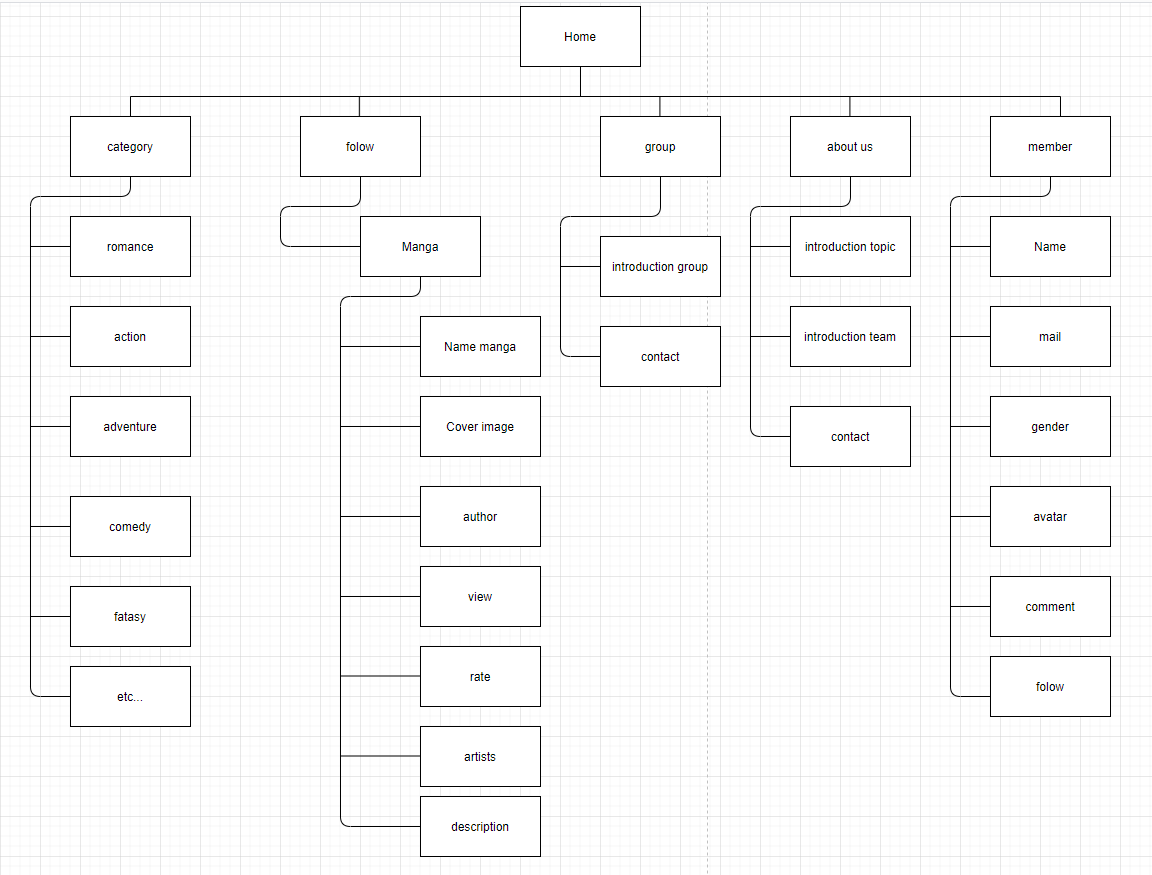 Home
category
folow
group
about us
member
romance
action
adventure
comedy
fatasy
etc...
Manga
Name manga
Cover image
author
view
rate
artists
description
introduction group
contact
introduction topic
introduction team
contact
Name
mail
gender
avatar
comment
folow